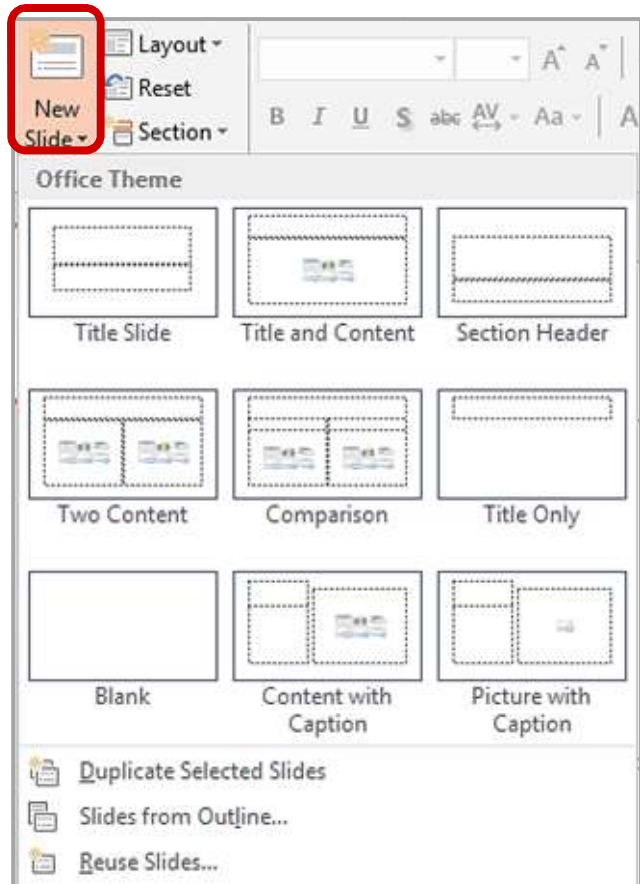 New
Slide
Layout
Reset
Section
A A
B I U S abc AV Aa A
Office Theme
Title Slide
Title and Content
Section Header
Two Content
Comparison
Title Only
Blank
Content with
Caption
Picture with
Caption
Duplicate Selected Slides
Slides from Outline...
Reuse Slides...